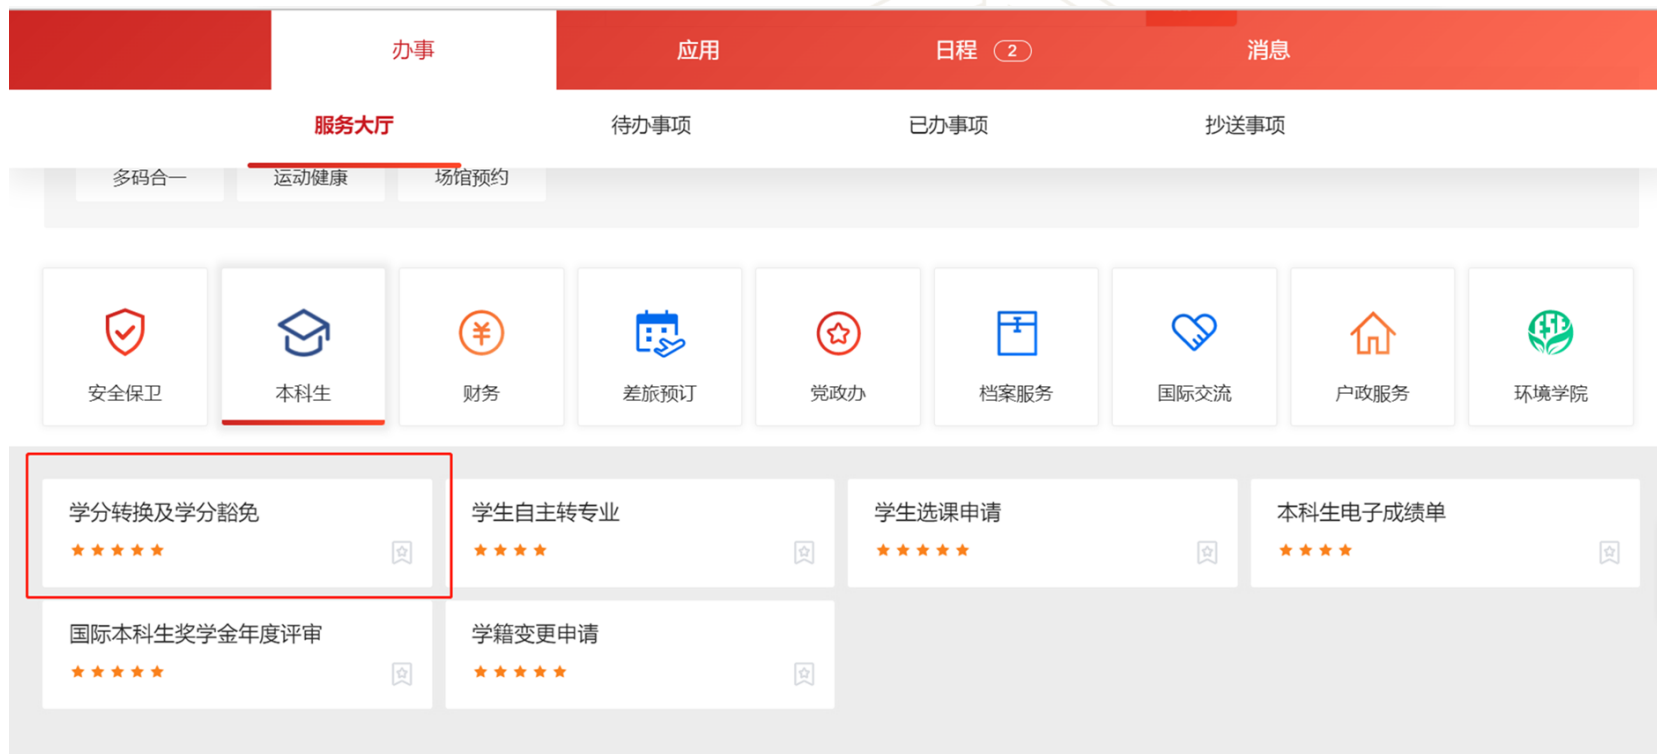 办事 应用 日程 2 消息
服务大厅 待办事项 已办事项 抄送事项
多码合一 运动健康 场馆预约
安全保卫 本科生 财务 差旅预订 党政办 档案服务 国际交流 户政服务 环境学院
学分转换及学分豁免 学生自主转专业 学生选课申请 本科生电子成绩单
国际本科生奖学金年度评审 学籍变更申请